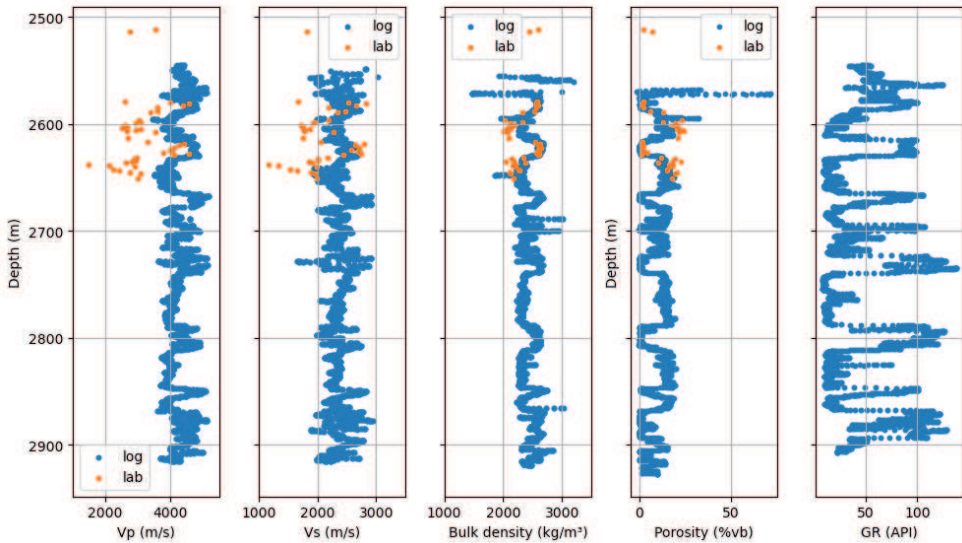 log
lab
log
lab
log
lab
log
lab
2500
2600
2700
2800
2900
Depth (m)
Depth (m)
2000 4000
1000 2000 3000
1000 2000 3000
0 50
50 100
Vp (m/s)
Vs (m/s)
Bulk density (kg/m³)
Porosity (%vb)
GR (API)